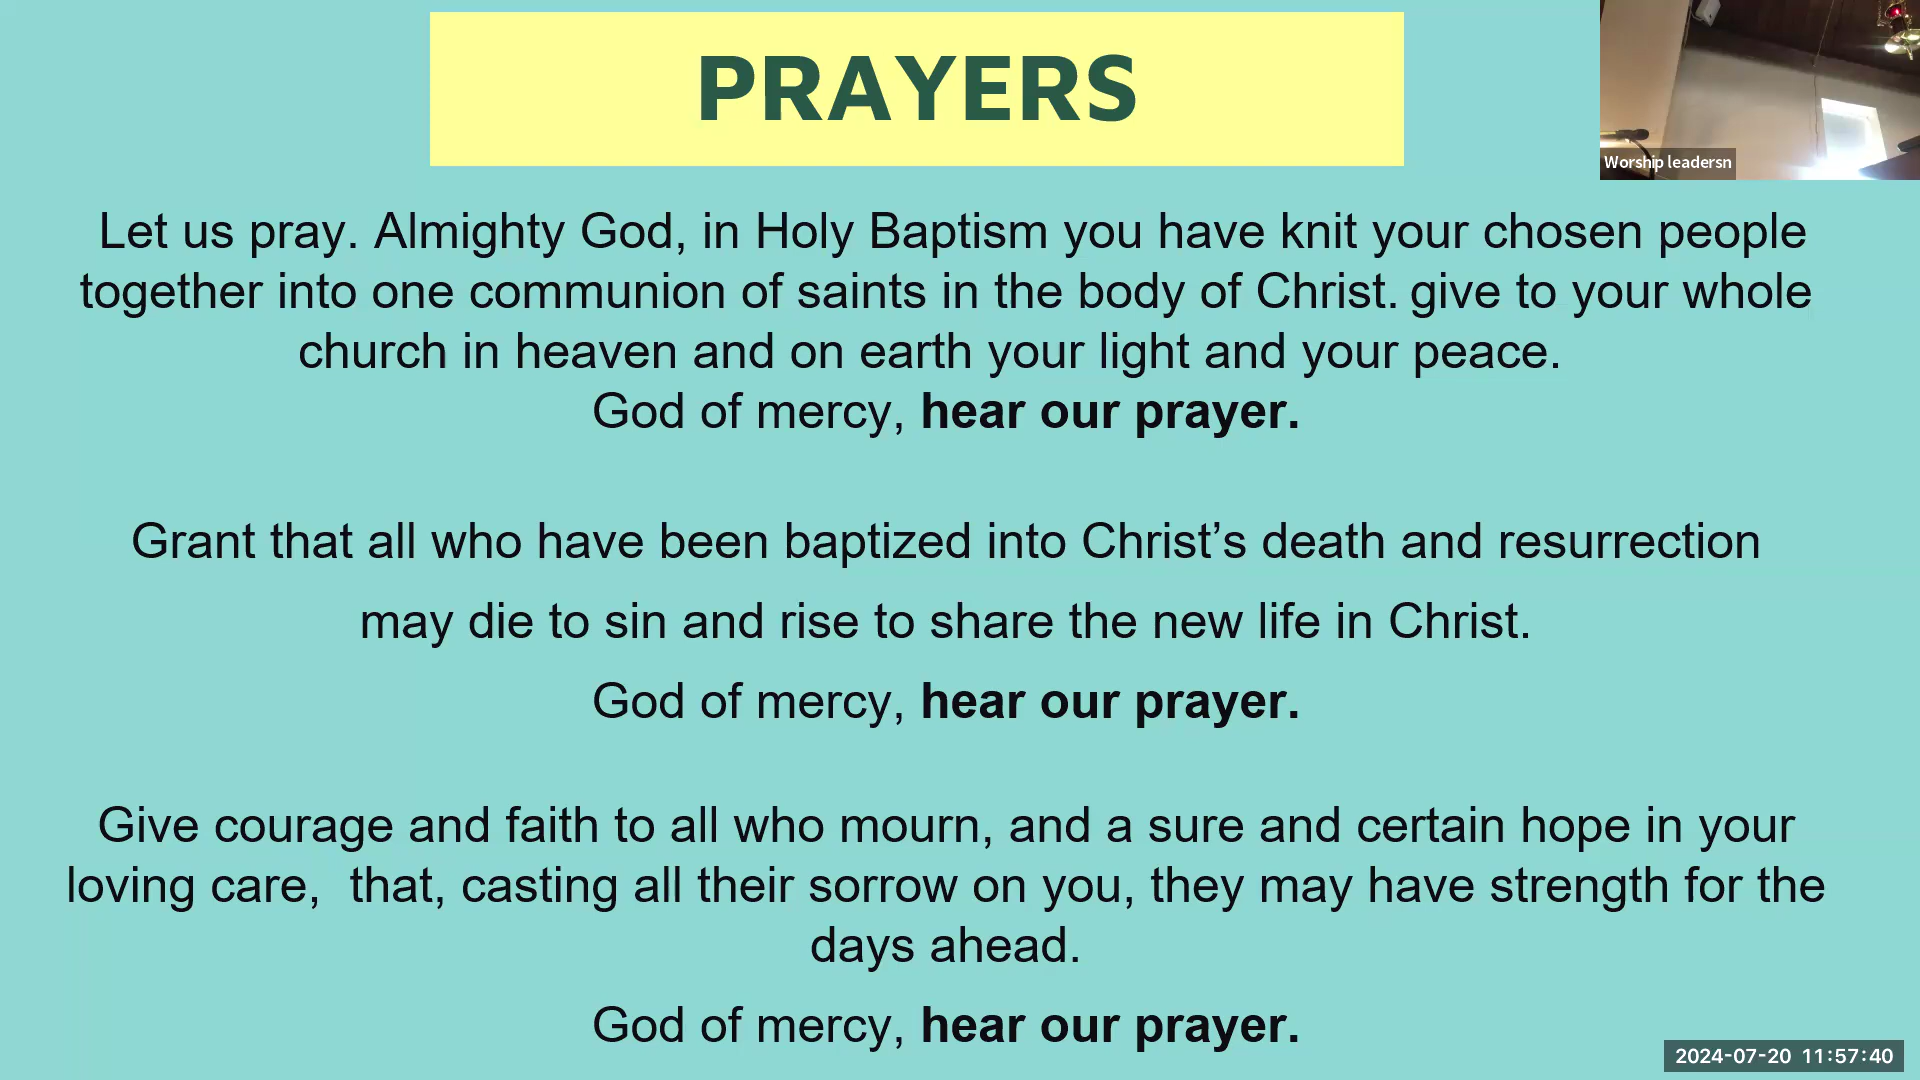 PRAYERS
Worship leadersn
Let us pray. Almighty God, in Holy Baptism you have knit your chosen people
together into one communion of saints in the body of Christ. give to your whole
church in heaven and on earth your light and your peace.
God of mercy, hear our prayer.
Grant that all who have been baptized into Christ’s death and resurrection
may die to sin and rise to share the new life in Christ.
God of mercy, hear our prayer.
Give courage and faith to all who mourn, and a sure and certain hope in your
loving care,  that, casting all their sorrow on you, they may have strength for the
days ahead.
God of mercy, hear our prayer.
2024-07-20 11:57:40